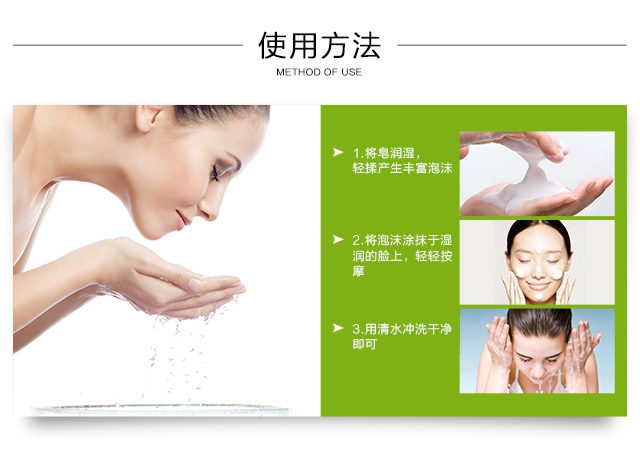 使用方法
METHOD OF USE
1.将皂润湿，
轻揉产生丰富泡沫
2.将泡沫涂抹于湿
润的脸上，轻轻按
摩
3.用清水冲洗干净
即可